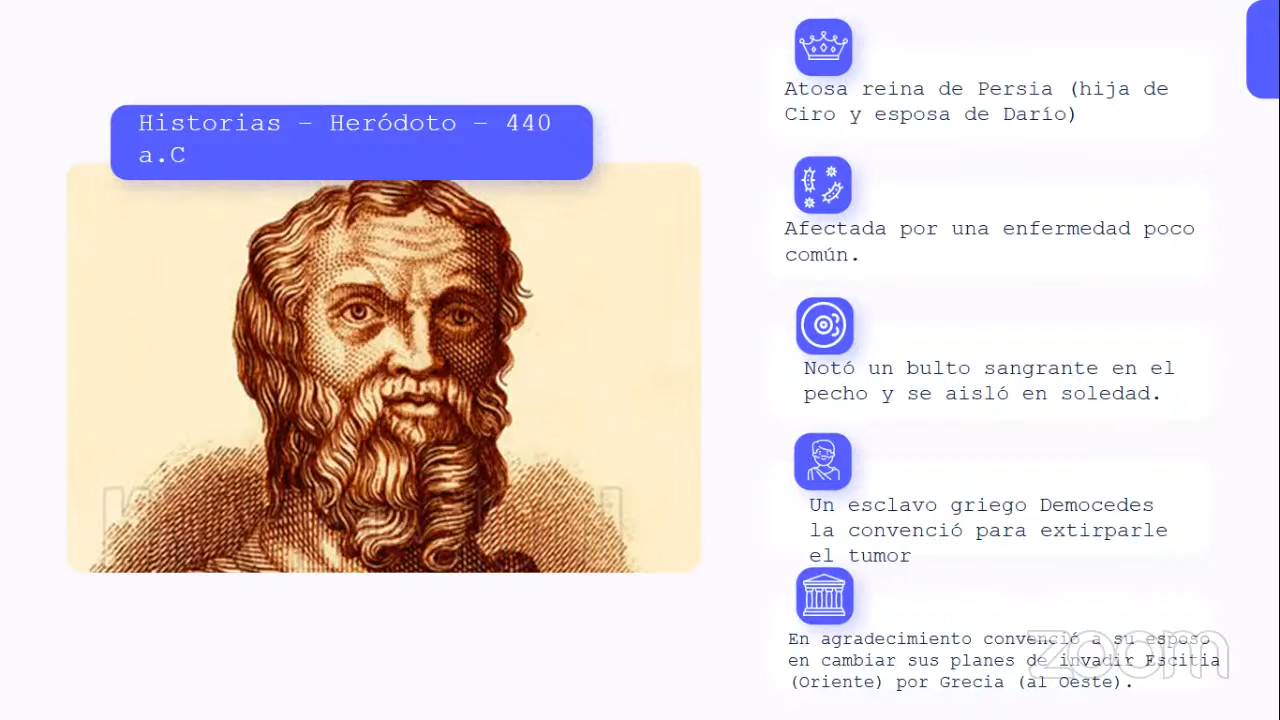 Historias – Heródoto – 440
a.C
Atosa reina de Persia (hija de
Ciro y esposa de Darío)
Afectada por una enfermedad poco
común.
Notó un bulto sangrante en el
pecho y se aisló en soledad.
Un esclavo griego Democedes
la convenció para extirparle
el tumor
En agradecimiento convenció a su esposo
en cambiar sus planes de invadir Escitia
(Oriente) por Grecia (al Oeste).
zoom